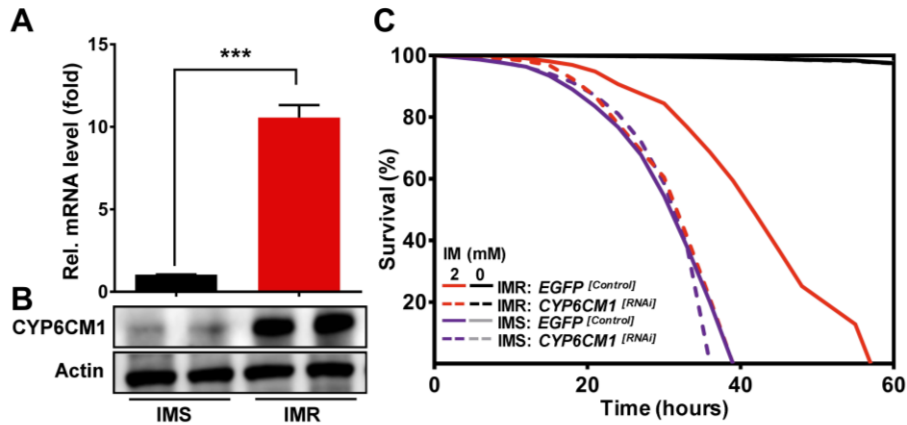 A
Rel. mRNA level (fold)
15
10
5
0
***
B
CYP6CM1
Actin
IMS
IMR
C
Survival (%)
100
80
60
40
20
0
20
40
60
Time (hours)
IM (mM)
2 0
IMR: EGFP [Control]
IMR: CYP6CM1 [RNAi]
IMS: EGFP [Control]
IMS: CYP6CM1 [RNAi]